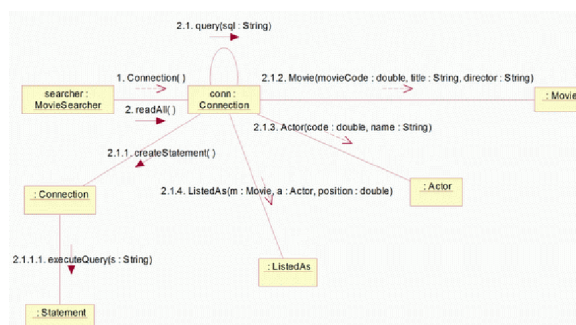 2.1. query(sql : String)
1. Connection( )
searcher :
MovieSearcher
conn :
Connection
2.1.2. Movie(movieCode : double, title : String, director : String)
: Movie
2. readAll( )
2.1.3. Actor(code : double, name : String)
2.1.1. createStatement( )
: Connection
2.1.4. ListedAs(m : Movie, a : Actor, position : double)
: Actor
2.1.1.1. executeQuery(s : String)
: ListedAs
: Statement